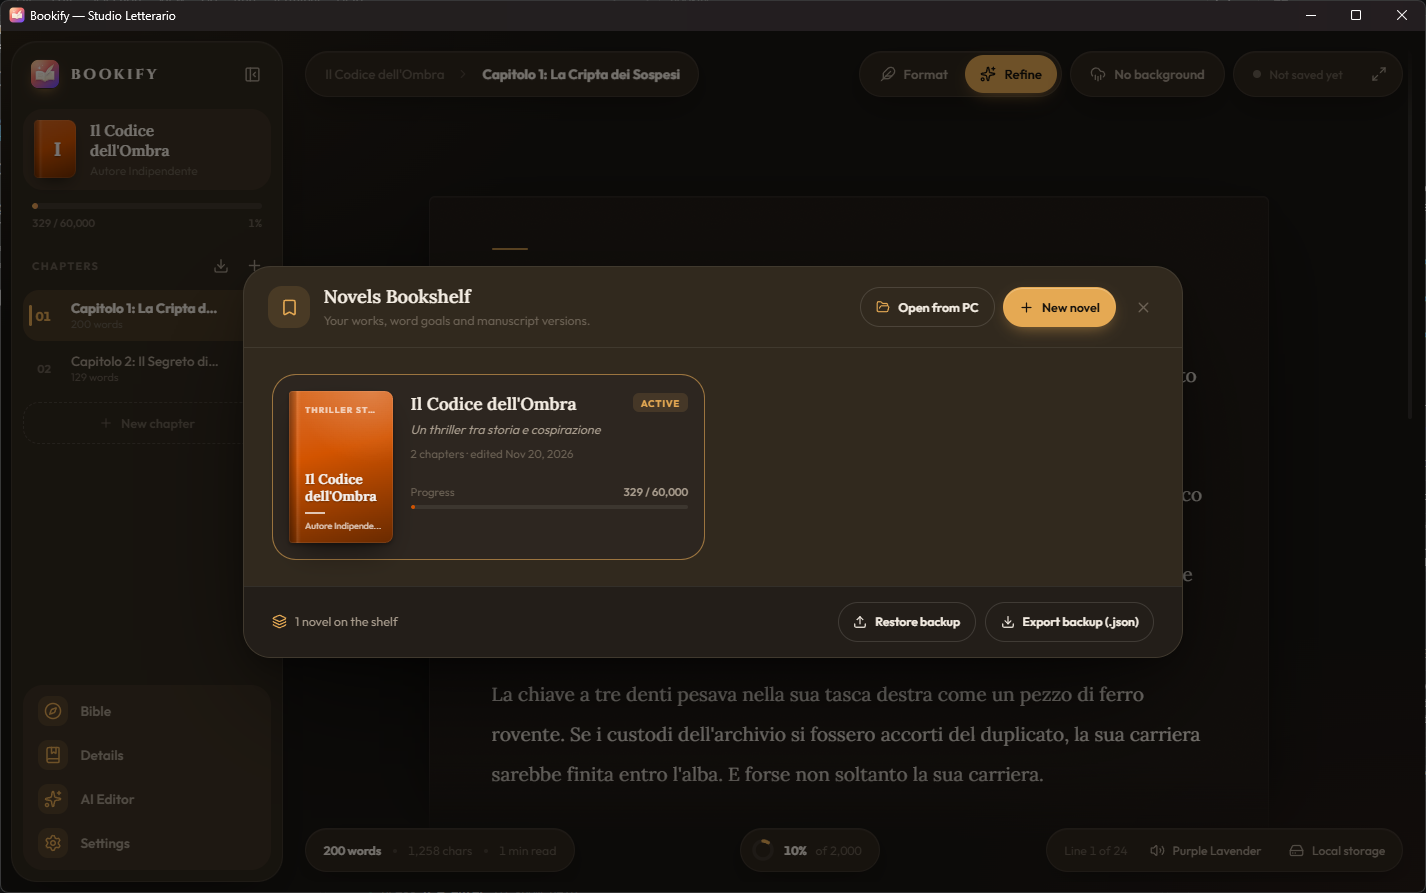 Bookify — Studio Letterario
BOOKIFY
Il Codice dell'Ombra
Capitolo 1: La Cripta dei Sospesi
Format
Refine
No background
Not saved yet
I
Il Codice
dell'Ombra
Autore Indipendente
329 / 60,000
1%
CHAPTERS
01
Capitolo 1: La Cripta d...
200 words
02
Capitolo 2: Il Segreto di...
129 words
New chapter
Novels Bookshelf
Your works, word goals and manuscript versions.
Open from PC
New novel
THRILLER ST...
Il Codice
dell'Ombra
Autore Indipende...
Il Codice dell'Ombra
ACTIVE
Un thriller tra storia e cospirazione
2 chapters · edited Nov 20, 2026
Progress
329 / 60,000
1 novel on the shelf
Restore backup
Export backup (.json)
La chiave a tre denti pesava nella sua tasca destra come un pezzo di ferro
rovente. Se i custodi dell'archivio si fossero accorti del duplicato, la sua carriera
sarebbe finita entro l'alba. E forse non soltanto la sua carriera.
Bible
Details
AI Editor
Settings
200 words • 1,258 chars • 1 min read
10% of 2,000
Line 1 of 24
Purple Lavender
Local storage